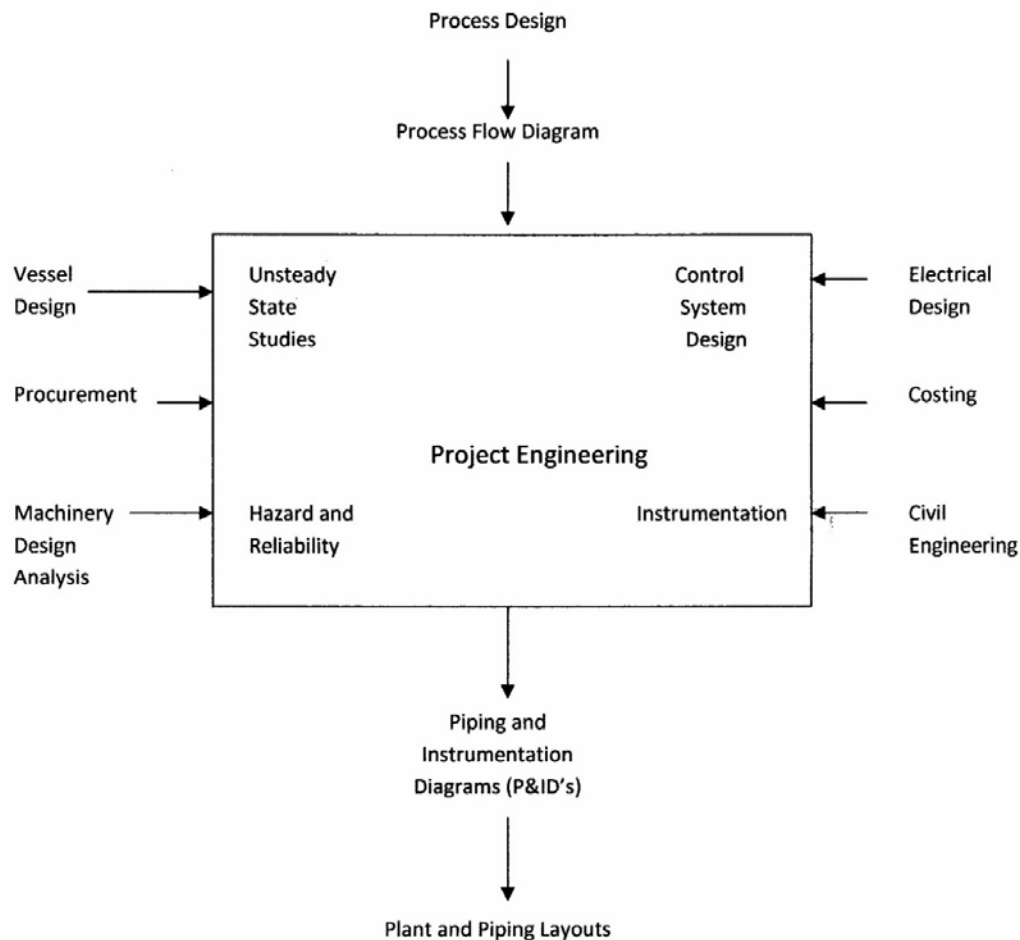 Process Design
Process Flow Diagram
Vessel
Design
Unsteady
State
Studies
Control
System
Design
Electrical
Design
Procurement
Costing
Project Engineering
Machinery
Design
Analysis
Hazard and
Reliability
Instrumentation
Civil
Engineering
Piping and
Instrumentation
Diagrams (P&ID's)
Plant and Piping Layouts